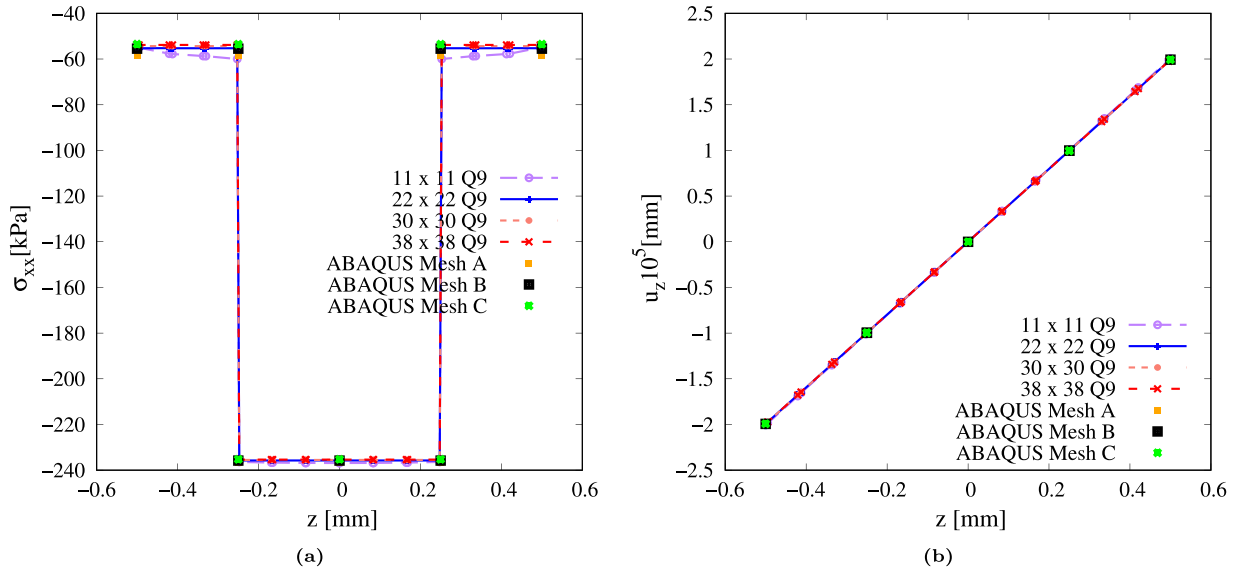 −40
−60
−80
−100
−120
−140
−160
−180
−200
−220
−240
σxx[kPa]
11 x 11 Q9
22 x 22 Q9
30 x 30 Q9
38 x 38 Q9
ABAQUS Mesh A
ABAQUS Mesh B
ABAQUS Mesh C
−0.6 −0.4 −0.2 0 0.2 0.4 0.6
z [mm]
(a)
2.5
2
1.5
1
0.5
0
−0.5
−1
−1.5
−2
−2.5
uz10^5[mm]
11 x 11 Q9
22 x 22 Q9
30 x 30 Q9
38 x 38 Q9
ABAQUS Mesh A
ABAQUS Mesh B
ABAQUS Mesh C
−0.6 −0.4 −0.2 0 0.2 0.4 0.6
z [mm]
(b)